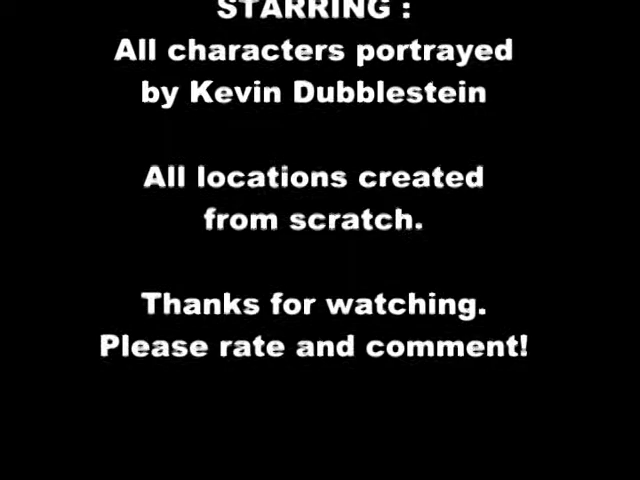 STARRING :
All characters portrayed
by Kevin Dubblestein
All locations created
from scratch.
Thanks for watching.
Please rate and comment!